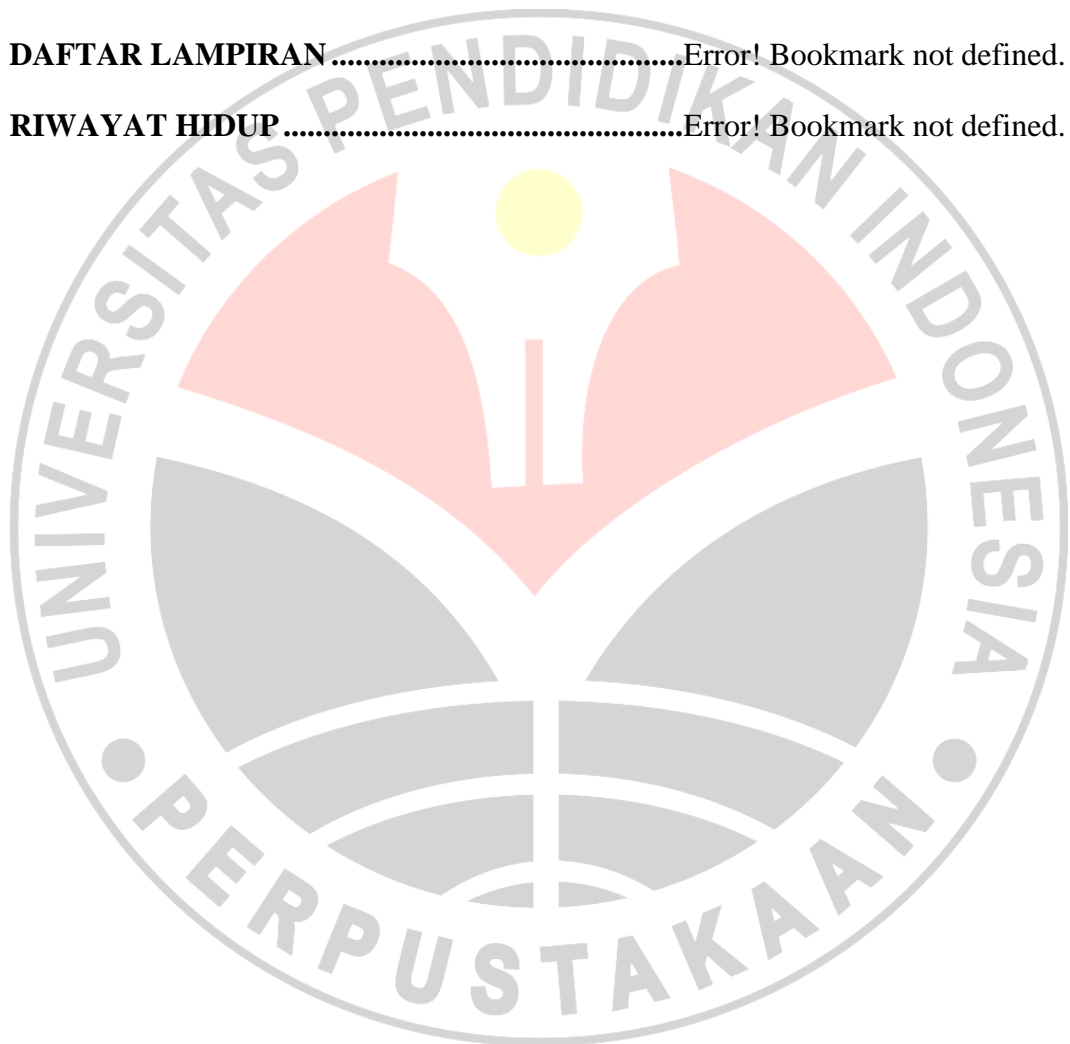 DAFTAR LAMPIRAN ............................................Error! Bookmark not defined.
RIWAYAT HIDUP ..................................................Error! Bookmark not defined.
UNIVERSITAS PENDIDIKAN INDONESIA
PERPUSTAKAAN